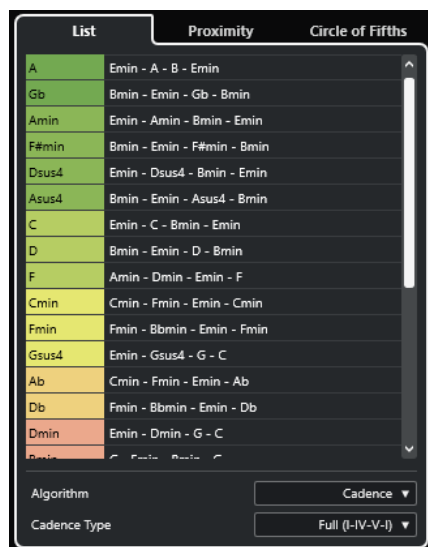 List Proximity Circle of Fifths
A Emin - A - B - Emin
Gb Bmin - Emin - Gb - Bmin
Amin Emin - Amin - Bmin - Emin
F#min Bmin - Emin - F#min - Bmin
Dsus4 Emin - Dsus4 - Bmin - Emin
Asus4 Bmin - Emin - Asus4 - Bmin
C Emin - C - Bmin - Emin
D Bmin - Emin - D - Bmin
F Amin - Dmin - Emin - F
Cmin Cmin - Fmin - Emin - Cmin
Fmin Fmin - Bbmin - Emin - Fmin
Gsus4 Emin - Gsus4 - G - C
Ab Cmin - Fmin - Emin - Ab
Db Fmin - Bbmin - Emin - Db
Dmin Emin - Dmin - G - C
Algorithm Cadence
Cadence Type Full (I-IV-V-I)